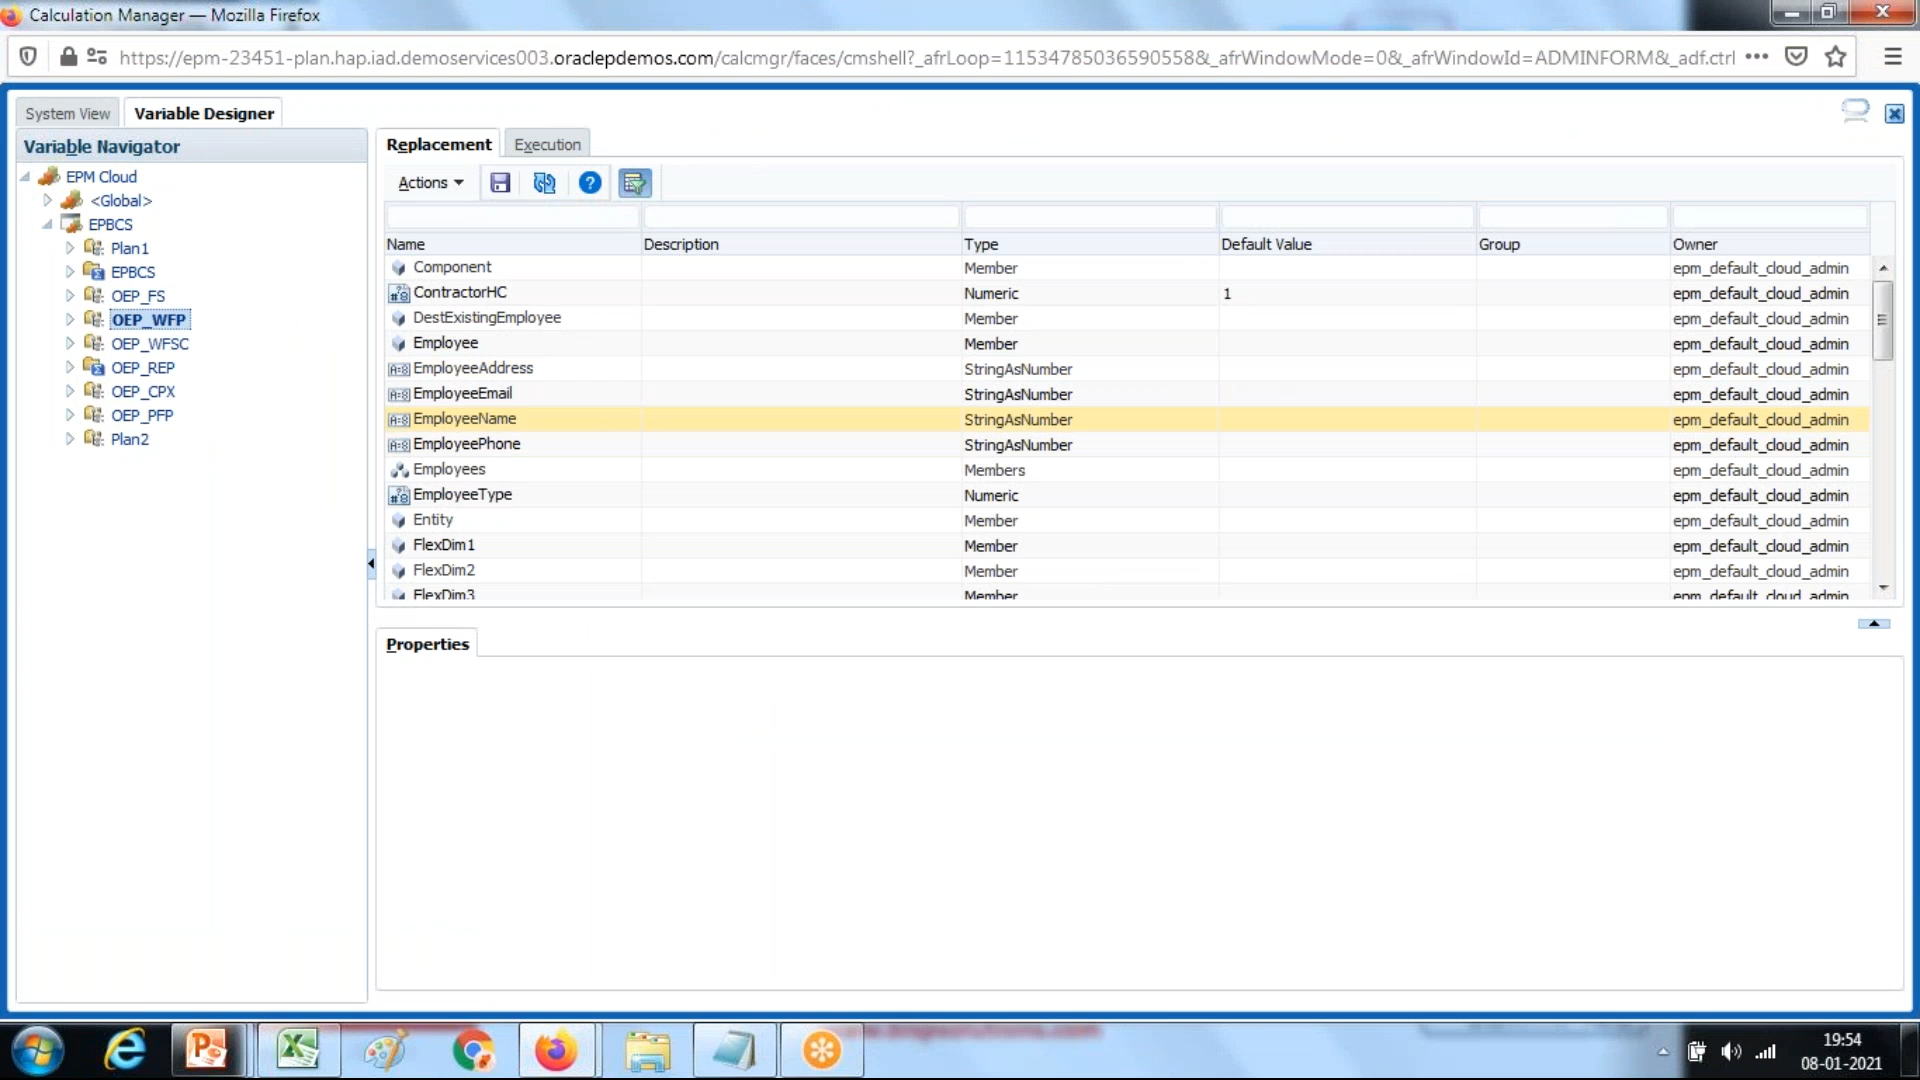 Calculation Manager — Mozilla Firefox
https://epm-23451-plan.hap.iad.demoservices003.oraclepdemos.com/calcmgr/faces/cmshell?_afrLoop=11534785036590558&_afrWindowMode=0&_afrWindowId=ADMINFORM&_adf.ctrl
System View Variable Designer
Variable Navigator
EPM Cloud
<Global>
EPBCS
Plan1
EPBCS
OEP_FS
OEP_WFP
OEP_WFSC
OEP_REP
OEP_CPX
OEP_PFP
Plan2
Replacement Execution
Actions
Name Description Type Default Value Group Owner
Component Member epm_default_cloud_admin
ContractorHC Numeric 1 epm_default_cloud_admin
DestExistingEmployee Member epm_default_cloud_admin
Employee Member epm_default_cloud_admin
EmployeeAddress StringAsNumber epm_default_cloud_admin
EmployeeEmail StringAsNumber epm_default_cloud_admin
EmployeeName StringAsNumber epm_default_cloud_admin
EmployeePhone StringAsNumber epm_default_cloud_admin
Employees Members epm_default_cloud_admin
EmployeeType Numeric epm_default_cloud_admin
Entity Member epm_default_cloud_admin
FlexDim1 Member epm_default_cloud_admin
FlexDim2 Member epm_default_cloud_admin
FlexDim3 Member epm_default_cloud_admin
Properties
19:54
08-01-2021